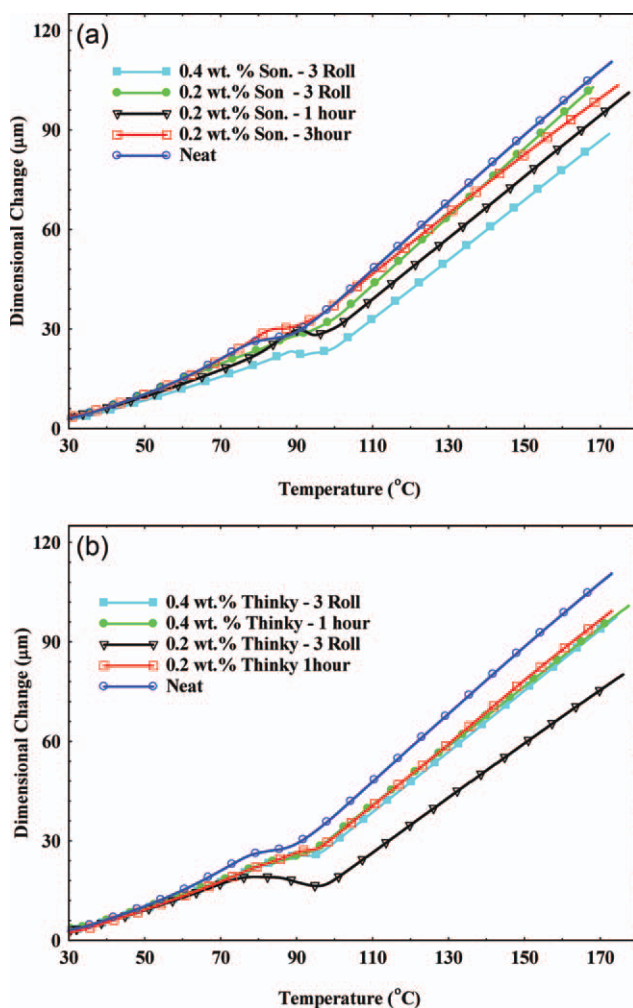 (a)
0.4 wt. % Son. - 3 Roll
0.2 wt.% Son - 3 Roll
0.2 wt.% Son. - 1 hour
0.2 wt.% Son. - 3hour
Neat
120
90
60
30
0
Dimensional Change (µm)
30 50 70 90 110 130 150 170
Temperature (°C)
(b)
0.4 wt.% Thinky - 3 Roll
0.4 wt.% Thinky - 1 hour
0.2 wt.% Thinky - 3 Roll
0.2 wt.% Thinky 1hour
Neat
120
90
60
30
0
Dimensional Change (µm)
30 50 70 90 110 130 150 170
Temperature (°C)